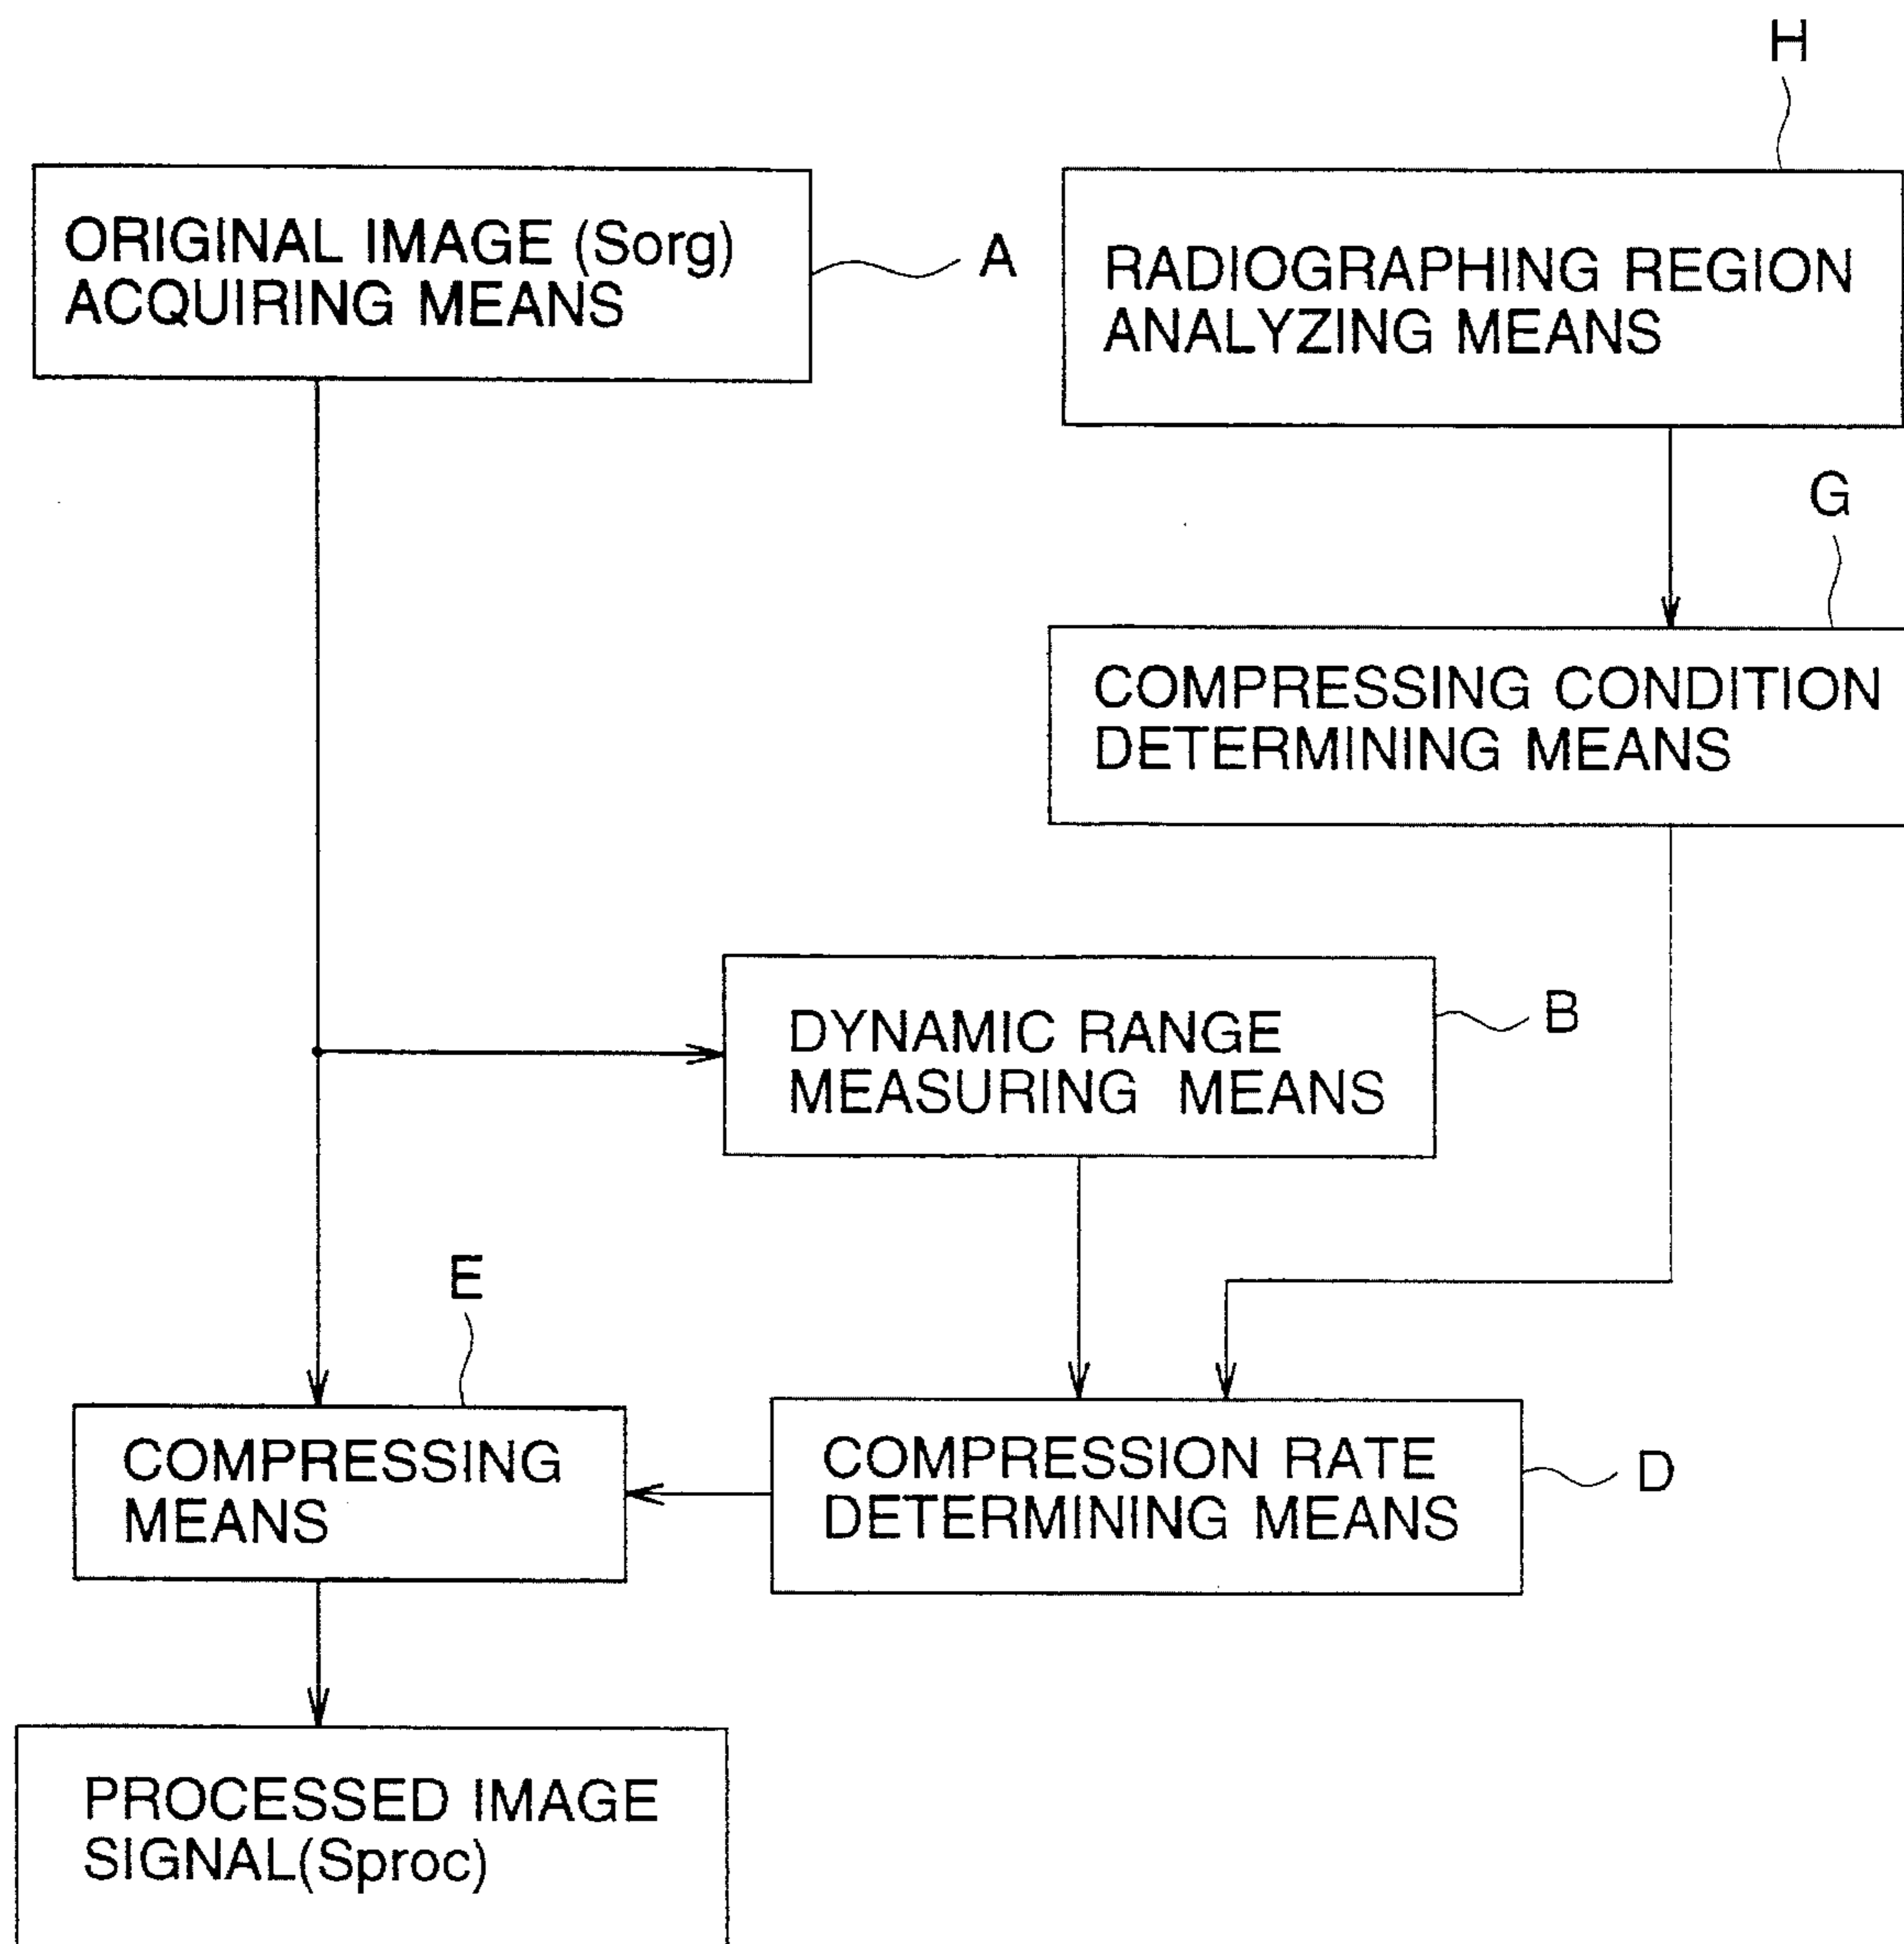 H
ORIGINAL IMAGE (Sorg)
ACQUIRING MEANS
A
RADIOGRAPHING REGION
ANALYZING MEANS
G
COMPRESSING CONDITION
DETERMINING MEANS
DYNAMIC RANGE
MEASURING MEANS
B
E
COMPRESSING
MEANS
COMPRESSION RATE
DETERMINING MEANS
D
PROCESSED IMAGE
SIGNAL(Sproc)